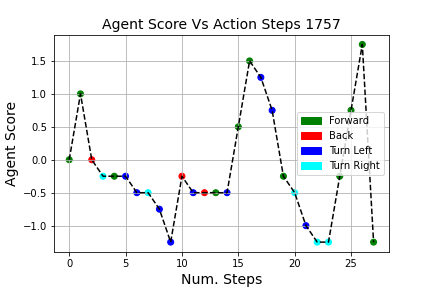 Agent Score Vs Action Steps 1757
Agent Score
1.5
1.0
0.5
0.0
−0.5
−1.0
Forward
Back
Turn Left
Turn Right
0 5 10 15 20 25
Num. Steps